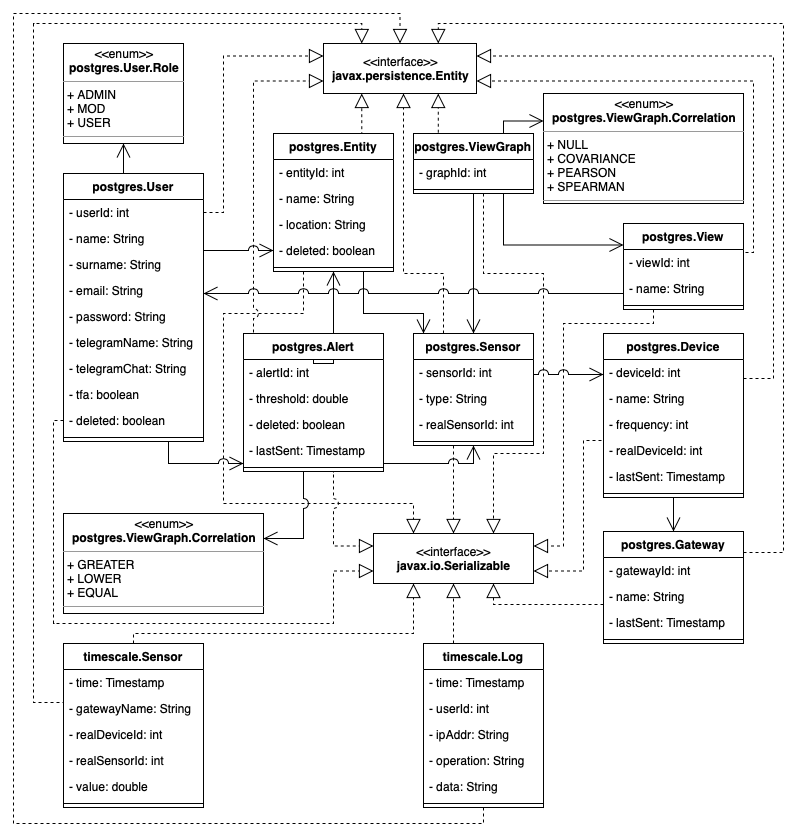 <<enum>>
postgres.User.Role
+ ADMIN
+ MOD
+ USER
<<interface>>
javax.persistence.Entity
<<enum>>
postgres.ViewGraph.Correlation
+ NULL
+ COVARIANCE
+ PEARSON
+ SPEARMAN
postgres.Entity
- entityId: int
- name: String
- location: String
- deleted: boolean
postgres.ViewGraph
- graphId: int
postgres.User
- userId: int
- name: String
- surname: String
- email: String
- password: String
- telegramName: String
- telegramChat: String
- tfa: boolean
- deleted: boolean
postgres.View
- viewId: int
- name: String
postgres.Alert
- alertId: int
- threshold: double
- deleted: boolean
- lastSent: Timestamp
postgres.Sensor
- sensorId: int
- type: String
- realSensorId: int
postgres.Device
- deviceId: int
- name: String
- frequency: int
- realDeviceId: int
- lastSent: Timestamp
<<enum>>
postgres.ViewGraph.Correlation
+ GREATER
+ LOWER
+ EQUAL
<<interface>>
javax.io.Serializable
postgres.Gateway
- gatewayId: int
- name: String
- lastSent: Timestamp
timescale.Sensor
- time: Timestamp
- gatewayName: String
- realDeviceId: int
- realSensorId: int
- value: double
timescale.Log
- time: Timestamp
- userId: int
- ipAddr: String
- operation: String
- data: String